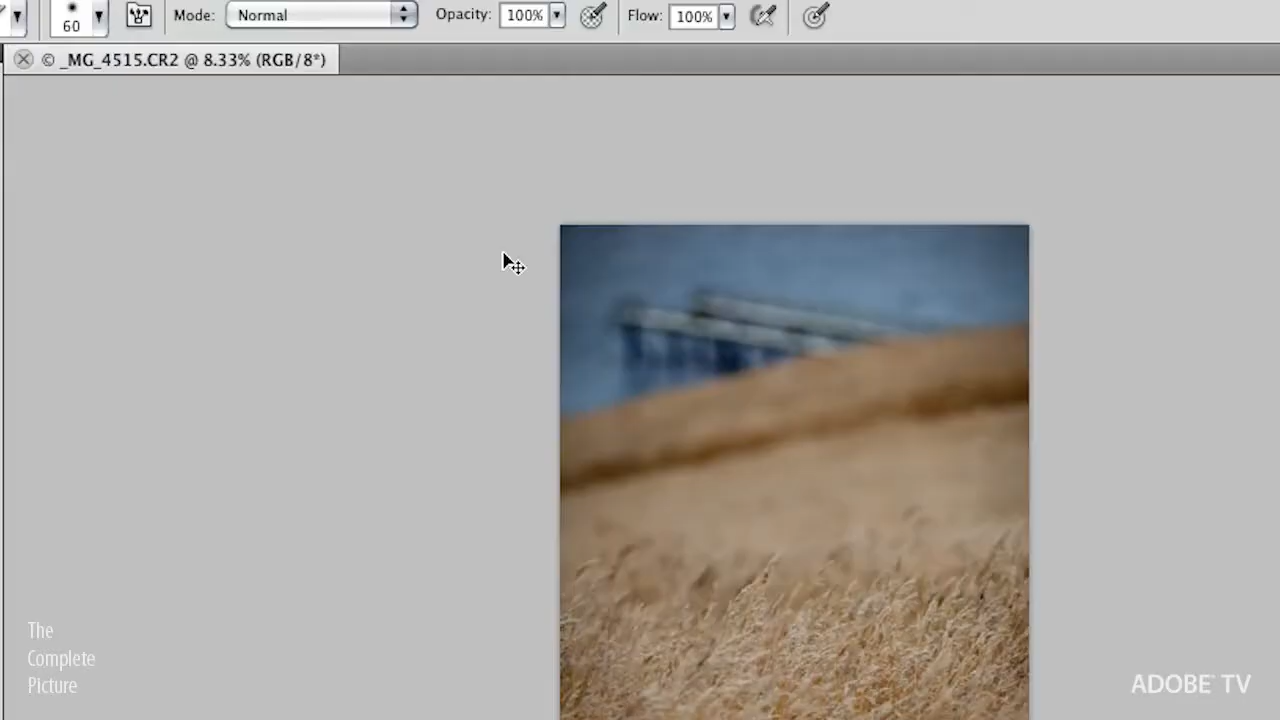 60
Mode: Normal Opacity: 100% Flow: 100%
© _MG_4515.CR2 @ 8.33% (RGB/8*)
The
Complete
Picture
ADOBE TV